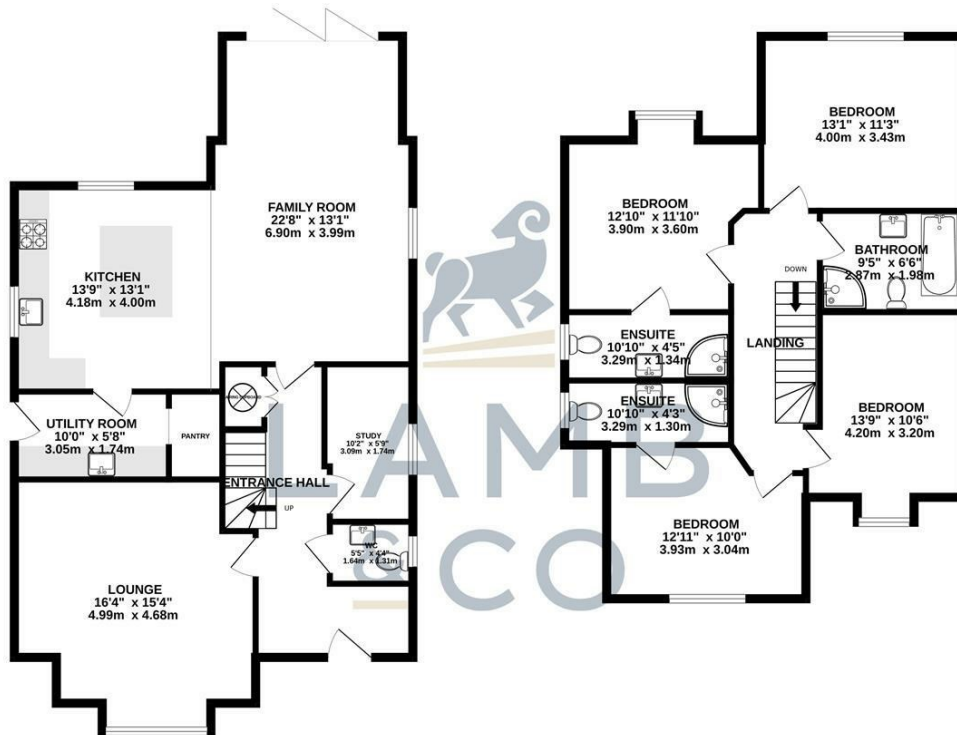 FAMILY ROOM
22'8" x 13'1"
6.90m x 3.99m
KITCHEN
13'9" x 13'1"
4.18m x 4.00m
UTILITY ROOM
10'0" x 5'8"
3.05m x 1.74m
PANTRY
STUDY
10'2" x 5'9"
3.09m x 1.74m
ENTRANCE HALL
UP
WC
5'5" x 4'4"
1.64m x 1.31m
LOUNGE
16'4" x 15'4"
4.99m x 4.68m
BEDROOM
13'1" x 11'3"
4.00m x 3.43m
BEDROOM
12'10" x 11'10"
3.90m x 3.60m
BATHROOM
9'5" x 6'6"
2.87m x 1.98m
DOWN
ENSUITE
10'10" x 4'5"
3.29m x 1.34m
LANDING
ENSUITE
10'10" x 4'3"
3.29m x 1.30m
BEDROOM
13'9" x 10'6"
4.20m x 3.20m
BEDROOM
12'11" x 10'0"
3.93m x 3.04m
LAMB
& CO